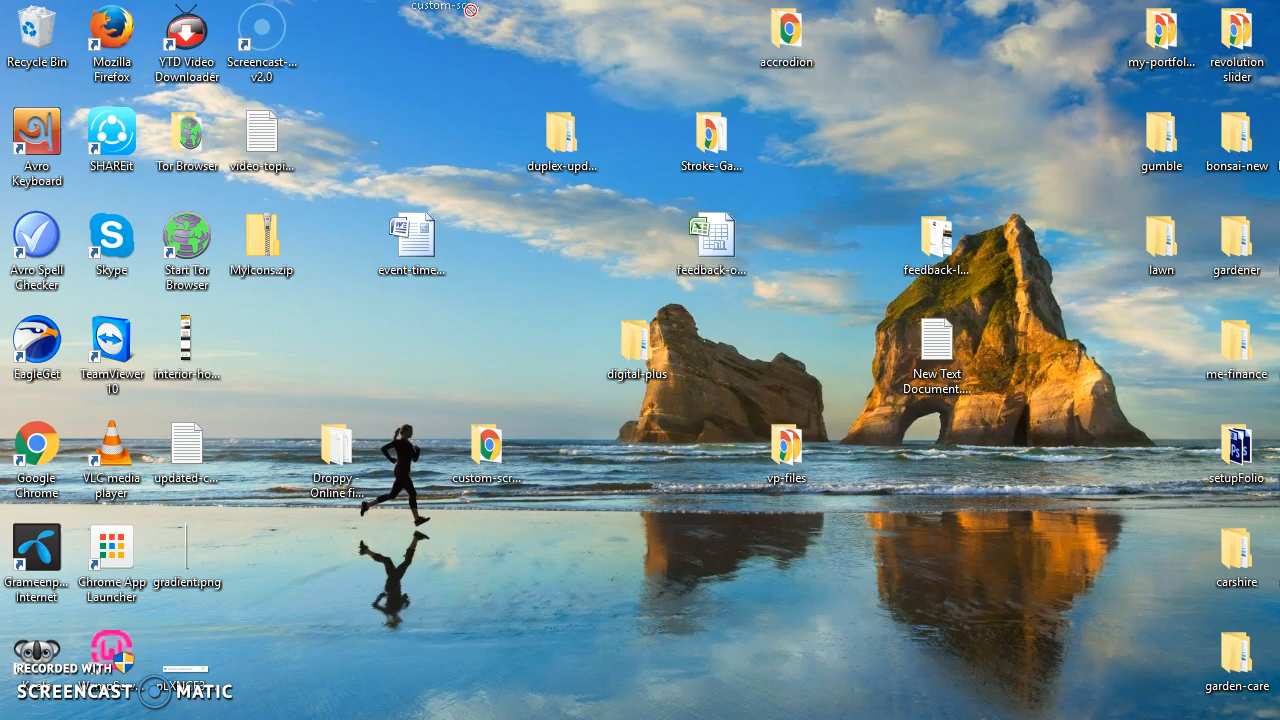 custom-scr
Recycle Bin
Mozilla
Firefox
YTD Video
Downloader
Screencast-...
v2.0
accrodion
my-portfol...
revolution
slider
Avro
Keyboard
SHAREit
Tor Browser
video-topi...
duplex-upd...
Stroke-Ga...
gumble
bonsai-new
Avro Spell
Checker
Skype
Start Tor
Browser
MyIcons.zip
event-time...
feedback-o...
feedback-l...
lawn
gardener
EagleGet
TeamViewer
10
interior-ho...
digital-plus
New Text
Document....
me-finance
Google
Chrome
VLC media
player
updated-c...
Droppy -
Online fi...
custom-scr...
vp-files
Ps
setupFolio
Grameenp...
Internet
Chrome App
Launcher
gradient.png
carshire
RECORDED WITH
SCREENCAST MATIC
garden-care